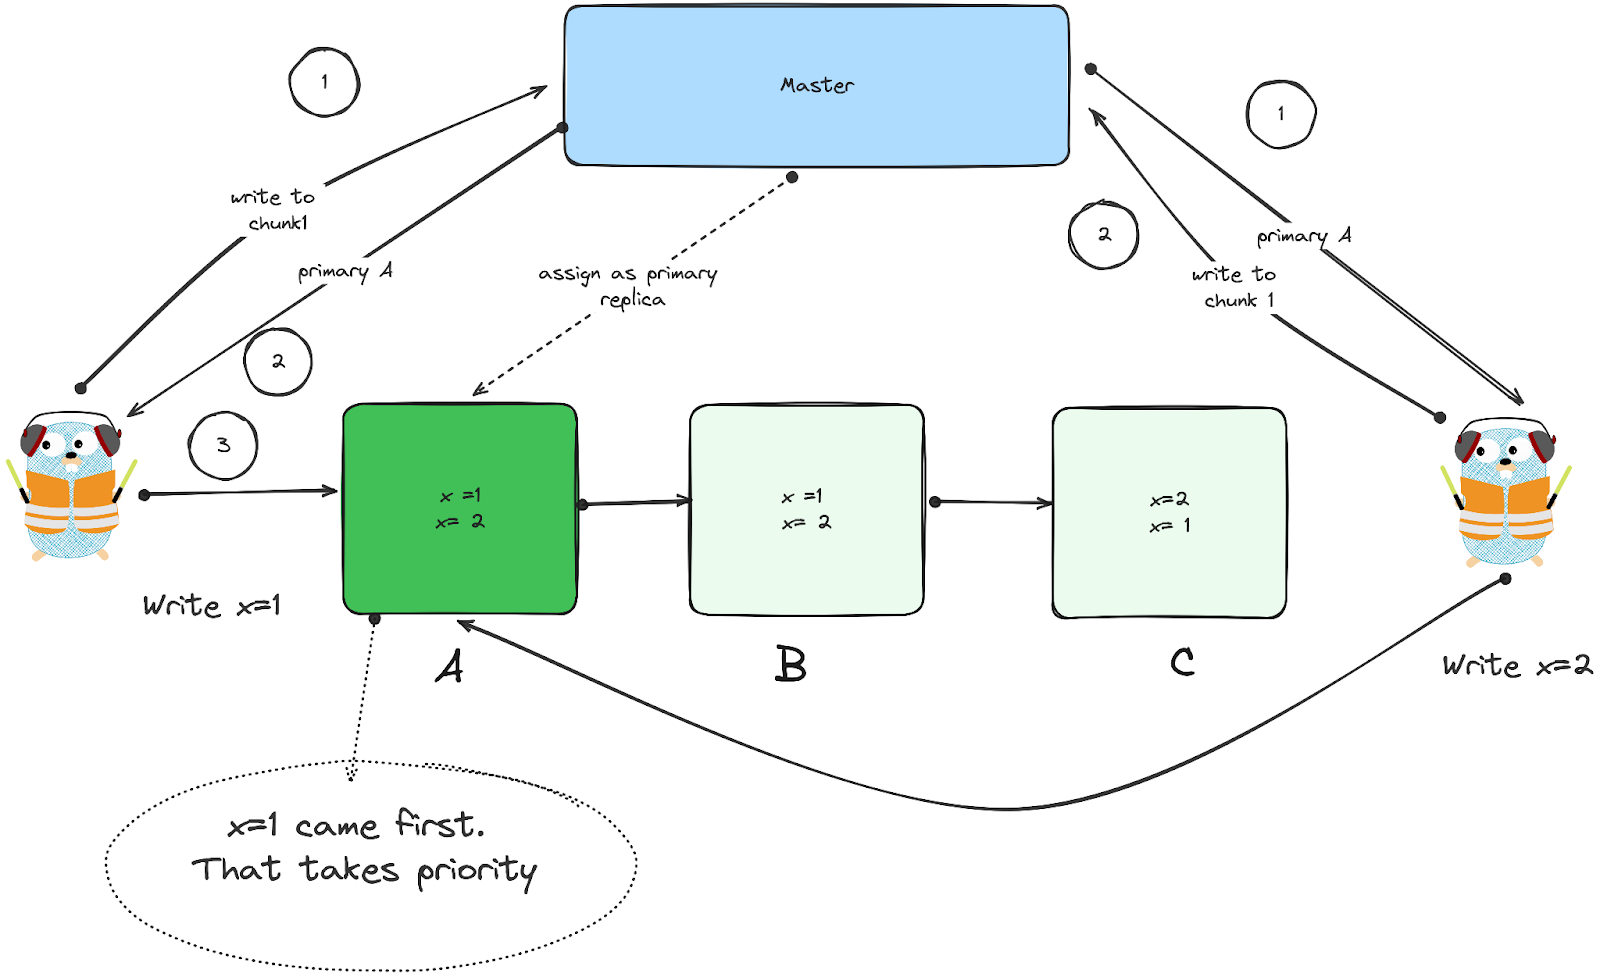 Master
1
1
write to
chunk1
primary A
2
assign as primary
replica
2
primary A
write to
chunk 1
3
x =1
x= 2
x =1
x= 2
x=2
x= 1
Write x=1
A
B
C
Write x=2
x=1 came first.
That takes priority